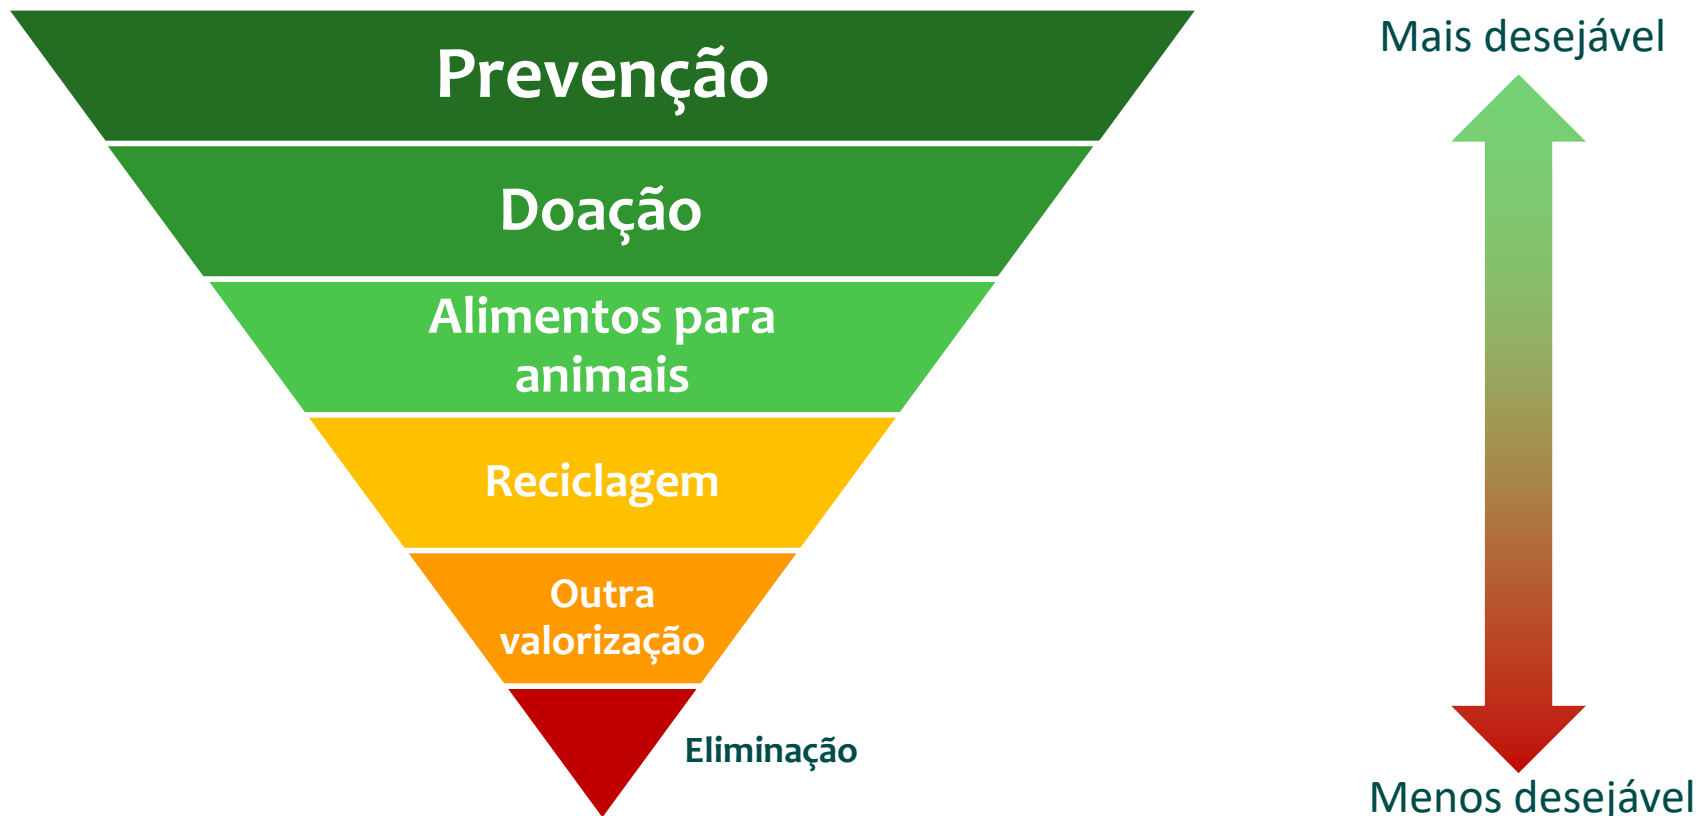 Prevenção
Mais desejável
Doação
Alimentos para
animais
Reciclagem
Outra
valorização
Eliminação
Menos desejável